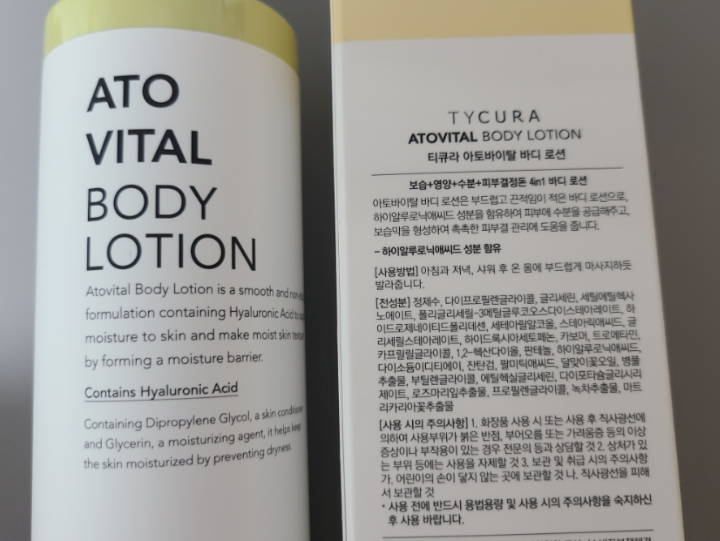 ATO
VITAL
BODY
LOTION
Atovital Body Lotion is a smooth and
formulation containing Hyaluronic Acid to
moisture to skin and make moist skin
by forming a moisture barrier.
Contains Hyaluronic Acid
Containing Dipropylene Glycol, a skin
and Glycerin, a moisturizing agent, it helps
the skin moisturized by preventing dryness.
TYCURA
ATOVITAL BODY LOTION
티큐라 아토바이탈 바디 로션
보습+영양+수분+피부결정돈 4in1 바디 로션
아토바이탈 바디 로션은 부드럽고 끈적임이 적은 바디 로션으로,
하이알루로닉애씨드 성분을 함유하여 피부에 수분을 공급해주고,
보습막을 형성하여 촉촉한 피부결 관리에 도움을 줍니다.
- 하이알루로닉애씨드 성분 함유
[사용방법] 아침과 저녁, 샤워 후 온 몸에 부드럽게 마사지하듯
발라줍니다.
[전성분] 정제수, 다이프로필렌글라이콜, 글리세린, 세틸에틸헥사
노에이트, 폴리글리세릴-3메틸글루코오스다이스테아레이트, 하
이드로제네이티드폴리데센, 세테아릴알코올, 스테아릭애씨드, 글
리세릴스테아레이트, 하이드록시아세토페논, 카보머, 트로메타민,
카프릴릴글라이콜, 1,2-헥산다이올, 판테놀, 하이알루로닉애씨드,
다이소듐이디티에이, 잔탄검, 팔미틱애씨드, 달맞이꽃오일, 병풀
추출물, 부틸렌글라이콜, 에틸헥실글리세린, 다이포타슘글리시리
제이트, 로즈마리잎추출물, 프로필렌글라이콜, 녹차추출물, 마트
리카리아꽃추출물
[사용 시의 주의사항] 1. 화장품 사용 시 또는 사용 후 직사광선에
의하여 사용부위가 붉은 반점, 부어오름 또는 가려움증 등의 이상
증상이나 부작용이 있는 경우 전문의 등과 상담할 것 2. 상처가 있
는 부위 등에는 사용을 자제할 것 3. 보관 및 취급 시의 주의사항
가. 어린이의 손이 닿지 않는 곳에 보관할 것 나. 직사광선을 피해
서 보관할 것
* 사용 전에 반드시 용법용량 및 사용 시의 주의사항을 숙지하신
후 사용 바랍니다.